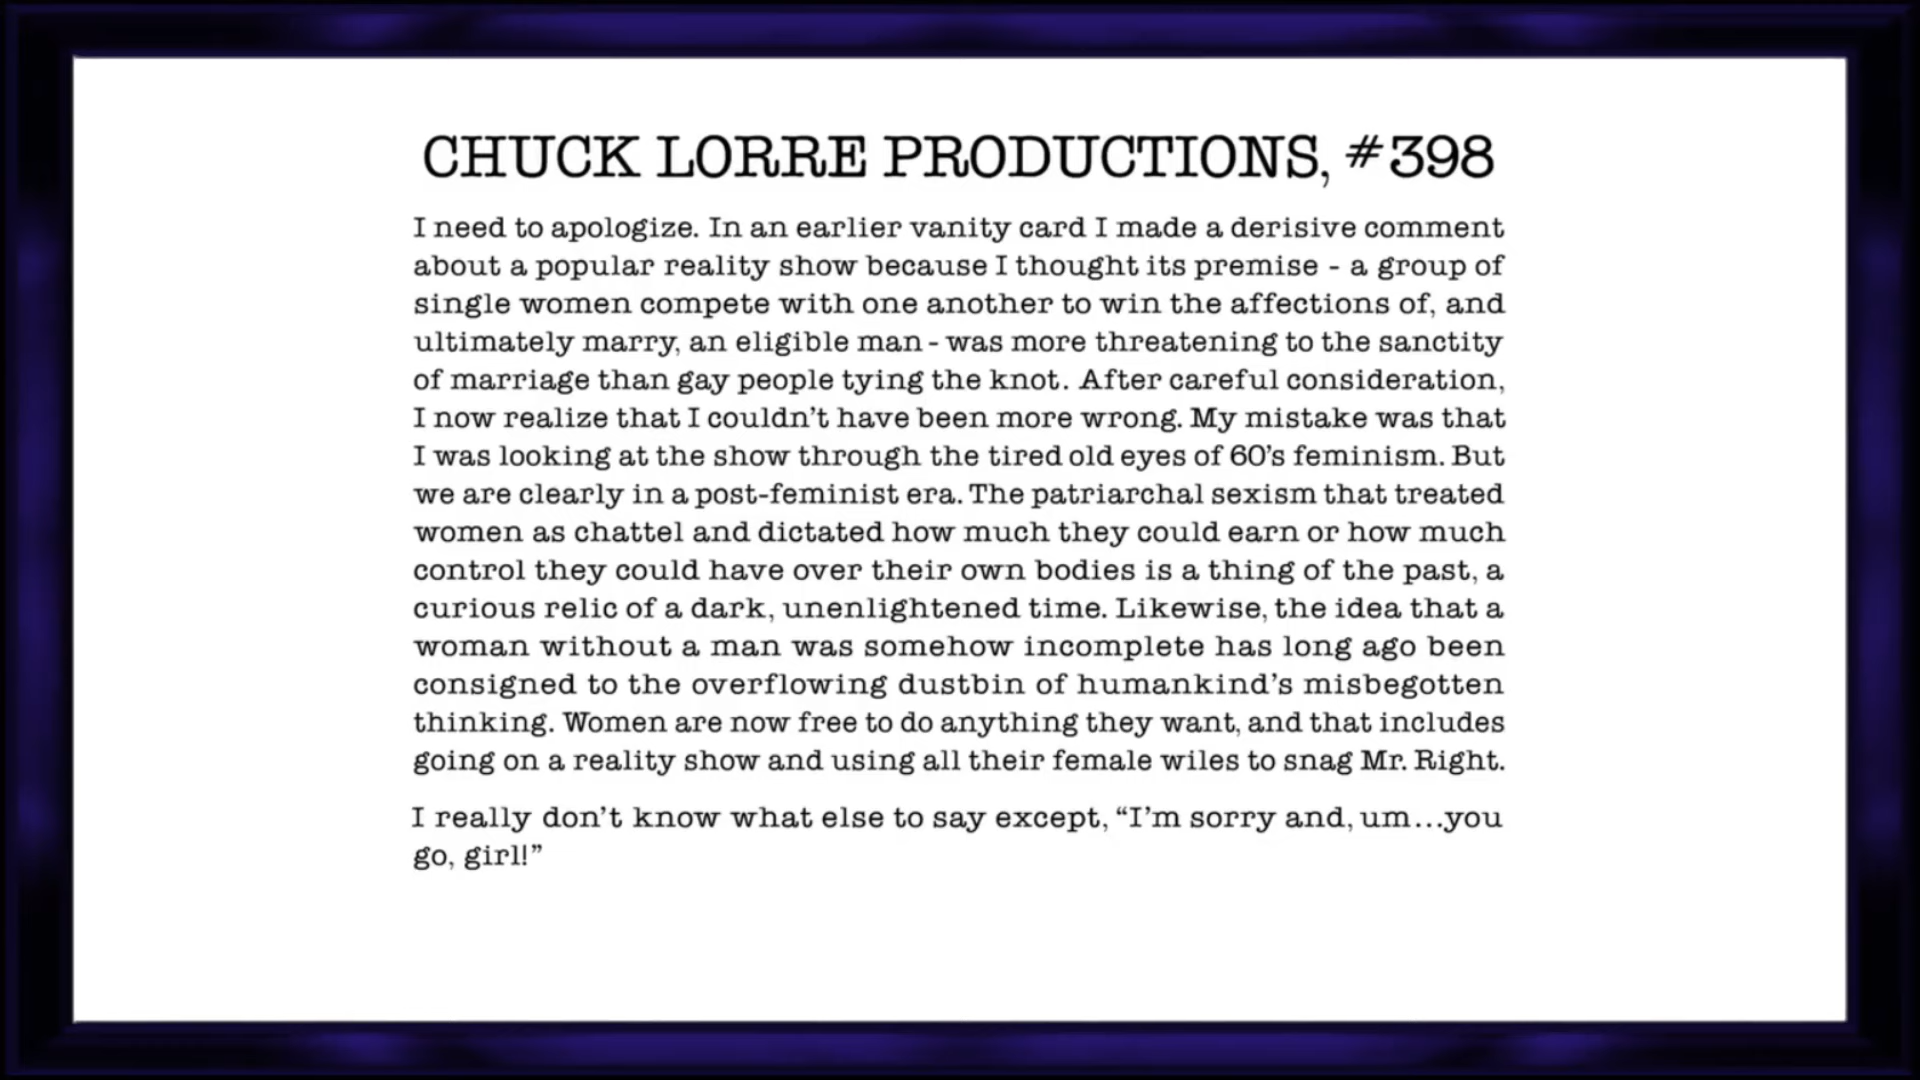 CHUCK LORRE PRODUCTIONS, #398
I need to apologize. In an earlier vanity card I made a derisive comment
about a popular reality show because I thought its premise - a group of
single women compete with one another to win the affections of, and
ultimately marry, an eligible man - was more threatening to the sanctity
of marriage than gay people tying the knot. After careful consideration,
I now realize that I couldn’t have been more wrong. My mistake was that
I was looking at the show through the tired old eyes of 60’s feminism. But
we are clearly in a post-feminist era. The patriarchal sexism that treated
women as chattel and dictated how much they could earn or how much
control they could have over their own bodies is a thing of the past, a
curious relic of a dark, unenlightened time. Likewise, the idea that a
woman without a man was somehow incomplete has long ago been
consigned to the overflowing dustbin of humankind’s misbegotten
thinking. Women are now free to do anything they want, and that includes
going on a reality show and using all their female wiles to snag Mr. Right.
I really don’t know what else to say except, “I’m sorry and, um...you
go, girl!”